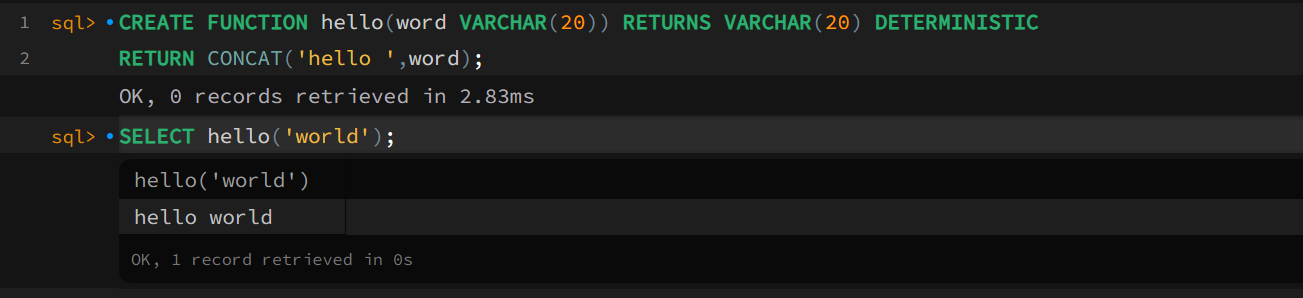 1 sql> CREATE FUNCTION hello(word VARCHAR(20)) RETURNS VARCHAR(20) DETERMINISTIC
2 RETURN CONCAT('hello ',word);
OK, 0 records retrieved in 2.83ms
sql> SELECT hello('world');
hello('world')
hello world
OK, 1 record retrieved in 0s